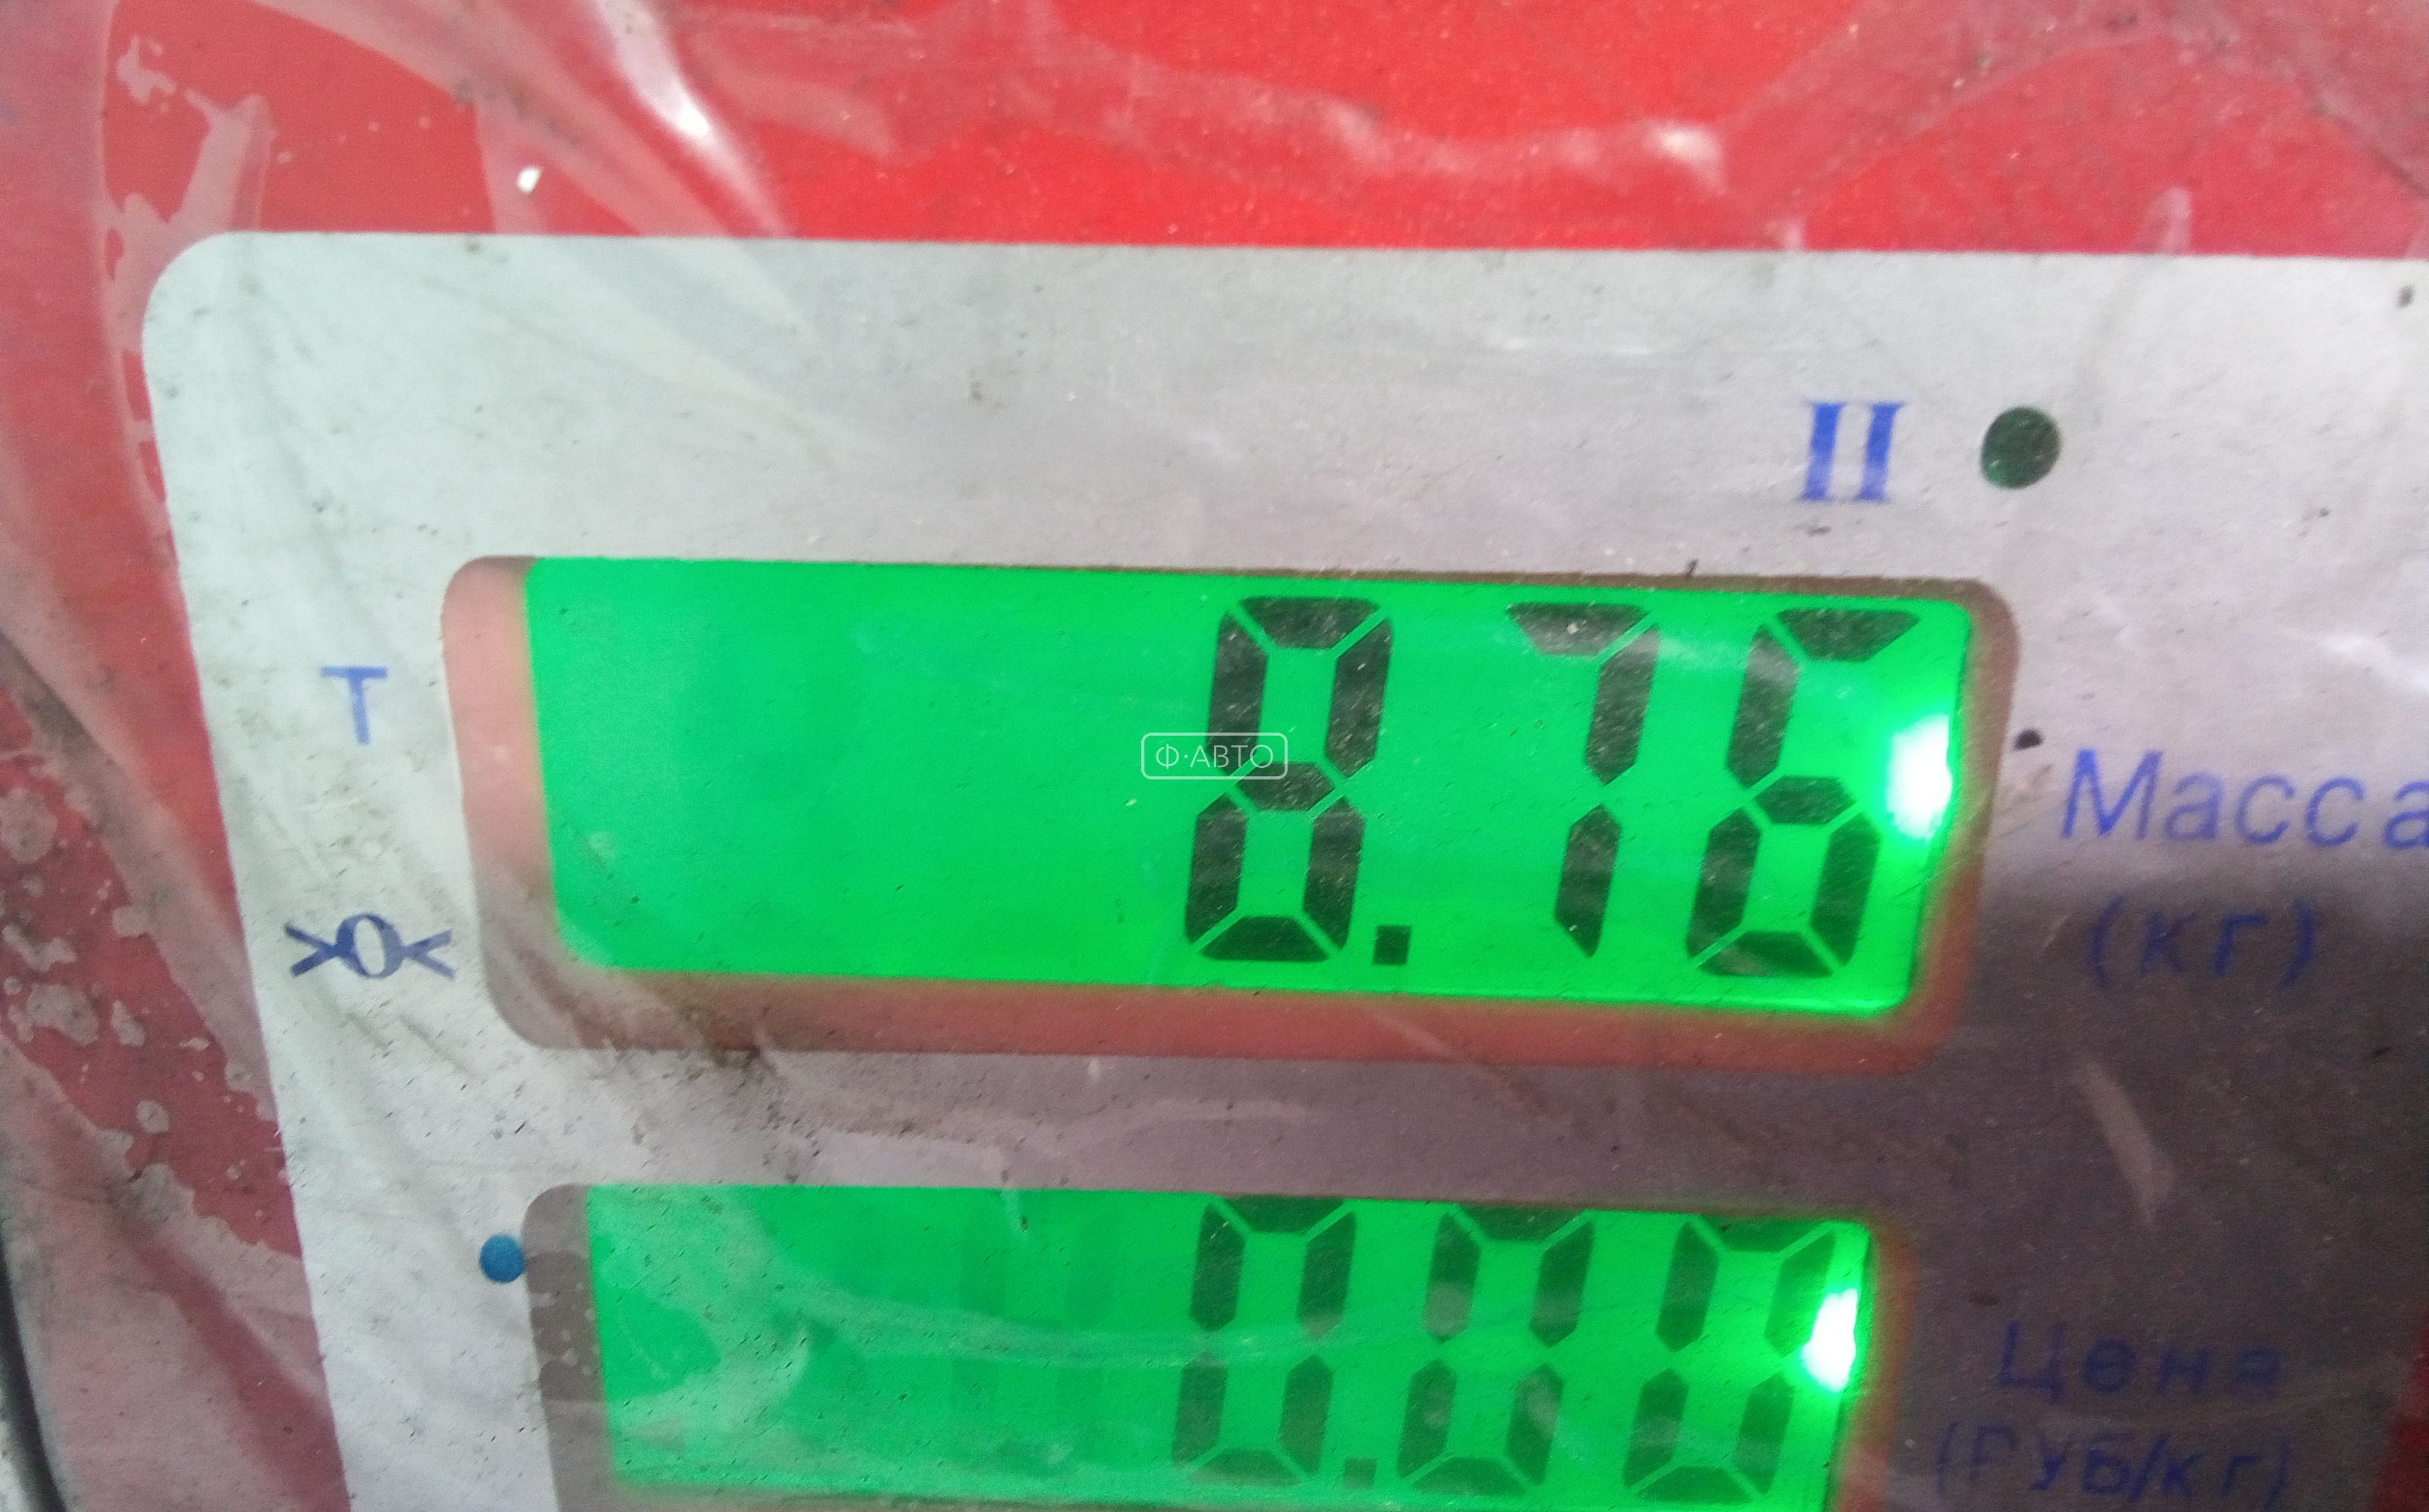 II
8.76
T
Ф·АВТО
Масса
(кг)
>0<
0.00
Цена
(РУБ/кг)